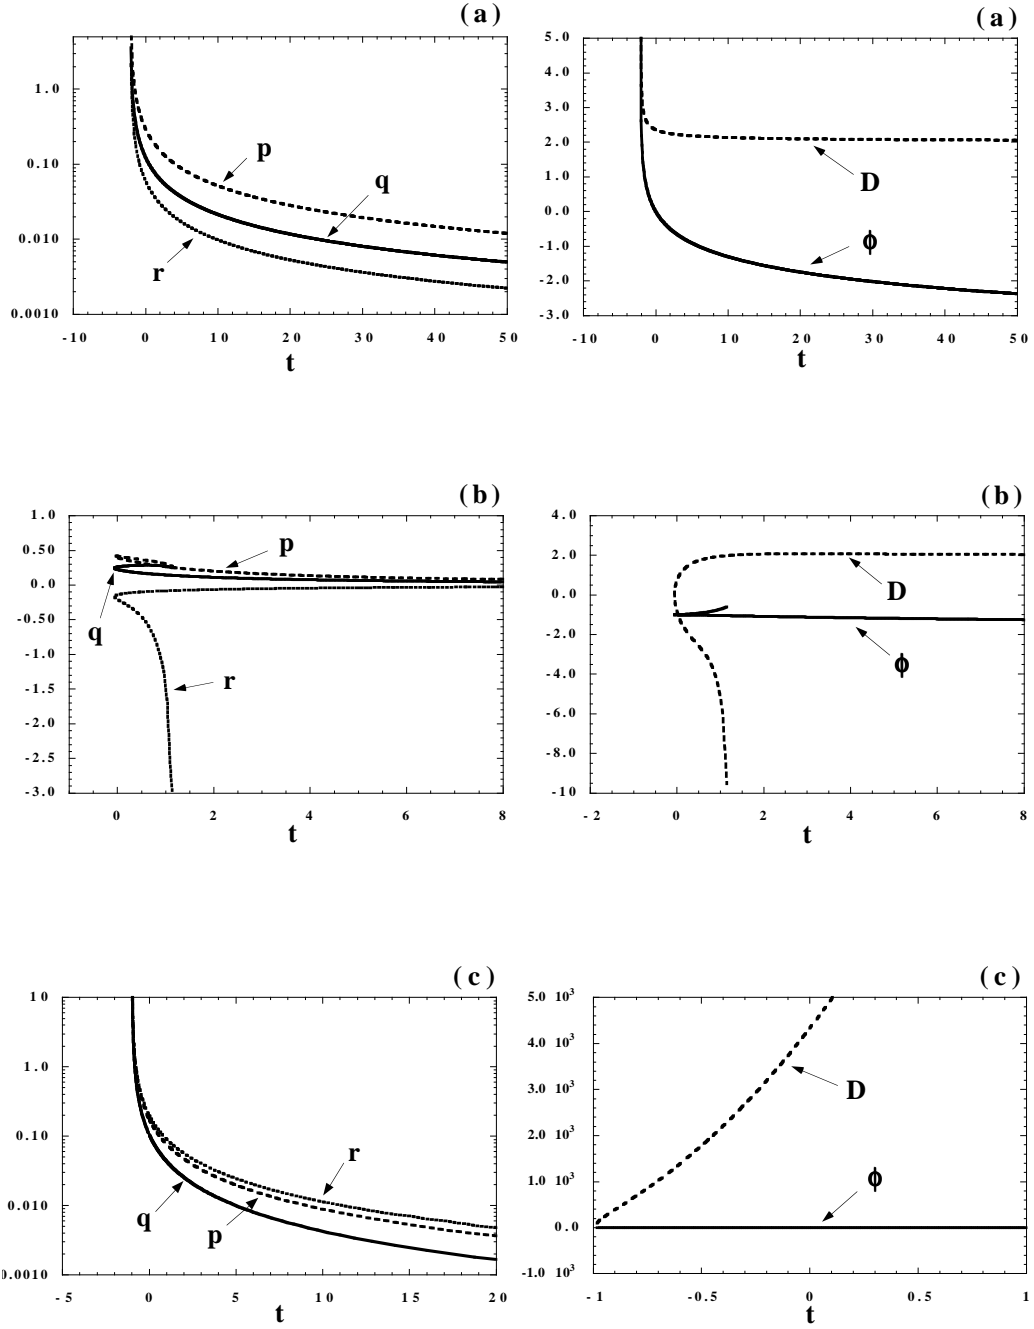 (a)
1.0
0.10
0.010
0.0010
-10 0 10 20 30 40 50
t
p
q
r
(a)
5.0
4.0
3.0
2.0
1.0
0.0
-1.0
-2.0
-3.0
-10 0 10 20 30 40 50
t
D
ϕ
(b)
1.0
0.50
0.0
-0.50
-1.0
-1.5
-2.0
-2.5
-3.0
0 2 4 6 8
t
p
q
r
(b)
4.0
2.0
0.0
-2.0
-4.0
-6.0
-8.0
-10
-2 0 2 4 6 8
t
D
ϕ
(c)
10
1.0
0.10
0.010
0.0010
-5 0 5 10 15 20
t
r
q
p
(c)
5.0 10³
4.0 10³
3.0 10³
2.0 10³
1.0 10³
0.0
-1.0 10³
-1 -0.5 0 0.5 1
t
D
ϕ